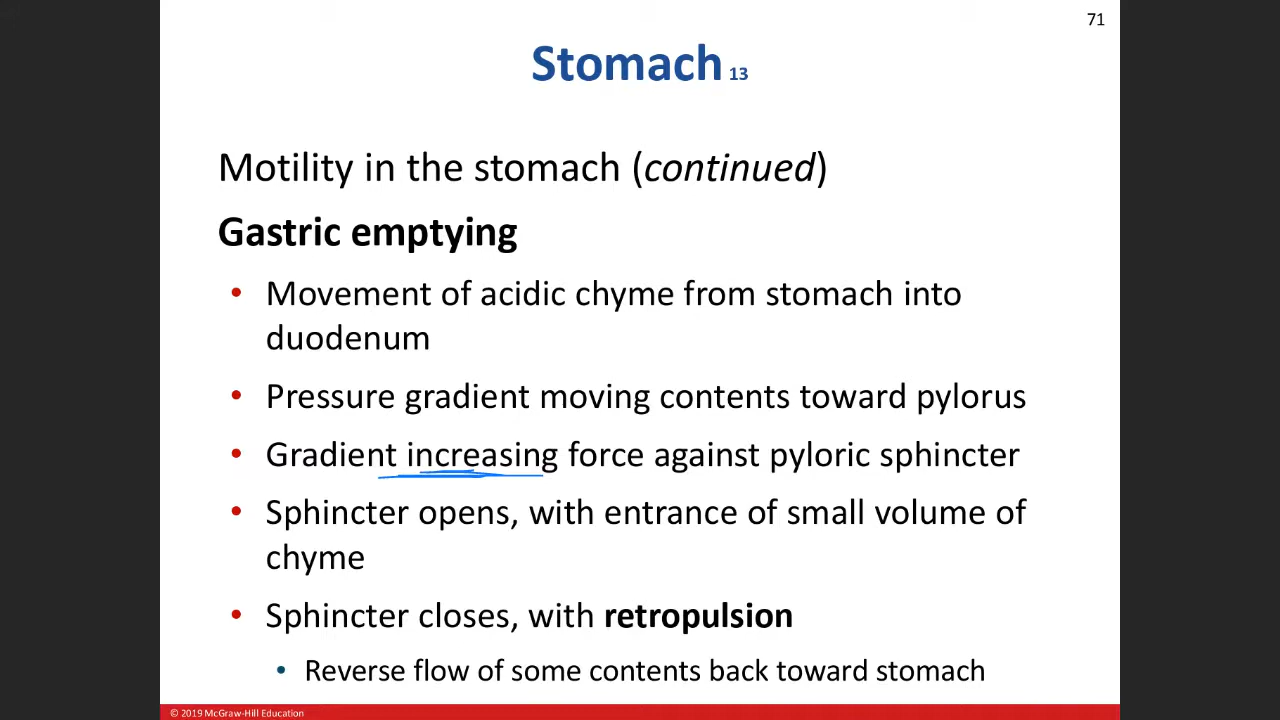 71
Stomach 13
Motility in the stomach (continued)
Gastric emptying
• Movement of acidic chyme from stomach into
duodenum
• Pressure gradient moving contents toward pylorus
• Gradient increasing force against pyloric sphincter
• Sphincter opens, with entrance of small volume of
chyme
• Sphincter closes, with retropulsion
• Reverse flow of some contents back toward stomach
© 2019 McGraw-Hill Education